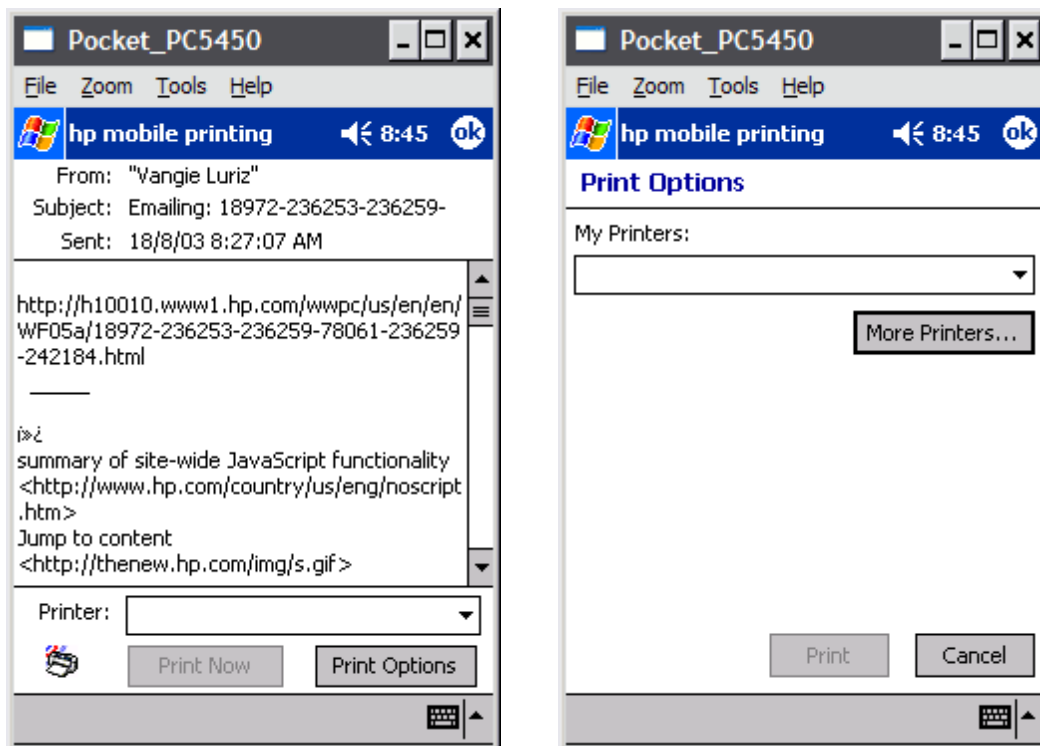 Pocket_PC5450
File Zoom Tools Help
hp mobile printing 8:45 ok
From: "Vangie Luriz"
Subject: Emailing: 18972-236253-236259-
Sent: 18/8/03 8:27:07 AM
http://h10010.www1.hp.com/wwpc/us/en/en/
WF05a/18972-236253-236259-78061-236259
-242184.html
ï»¿
summary of site-wide JavaScript functionality
<http://www.hp.com/country/us/eng/noscript
.htm>
Jump to content
<http://thenew.hp.com/img/s.gif>
Printer:
Print Now Print Options
Pocket_PC5450
File Zoom Tools Help
hp mobile printing 8:45 ok
Print Options
My Printers:
More Printers...
Print Cancel